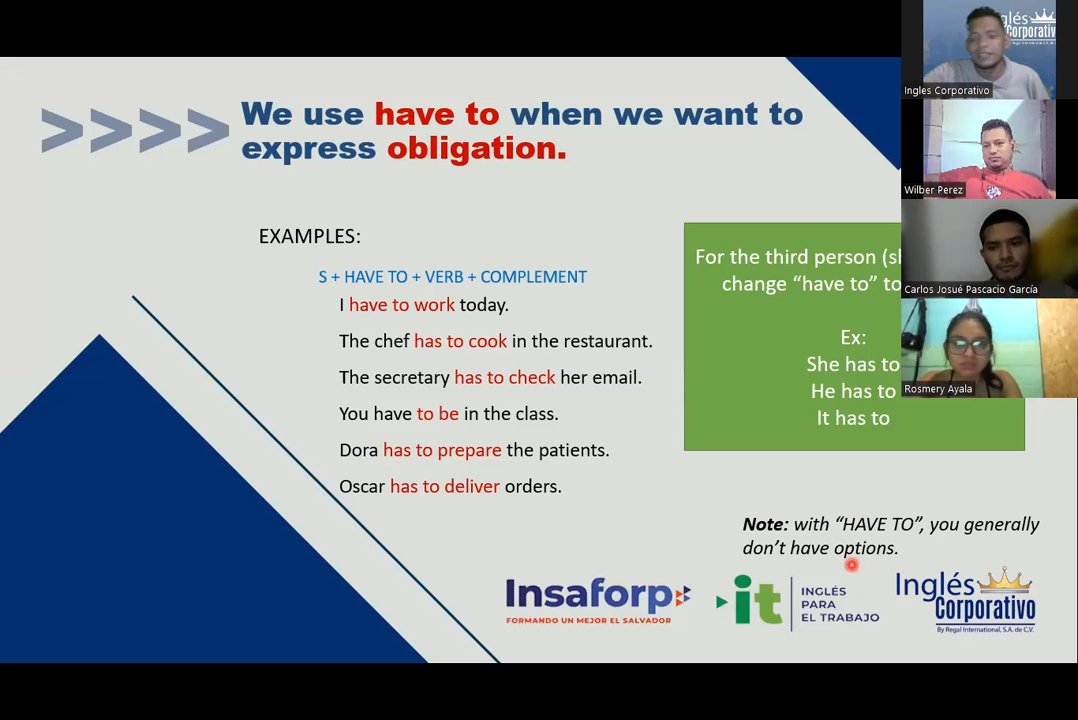 >>>>
We use have to when we want to
express obligation.
EXAMPLES:
S + HAVE TO + VERB + COMPLEMENT
I have to work today.
The chef has to cook in the restaurant.
The secretary has to check her email.
You have to be in the class.
Dora has to prepare the patients.
Oscar has to deliver orders.
For the third person
change “have to” to
Ex:
She has to
He has to
It has to
Note: with “HAVE TO”, you generally
don’t have options.
Insaforp
FORMANDO UN MEJOR EL SALVADOR
it
INGLÉS
PARA
EL TRABAJO
Inglés
Corporativo
By Regal International, S.A. de C.V.
Corporativo
Ingles Corporativo
Wilber Perez
Carlos Josué Pascacio García
Rosmery Ayala